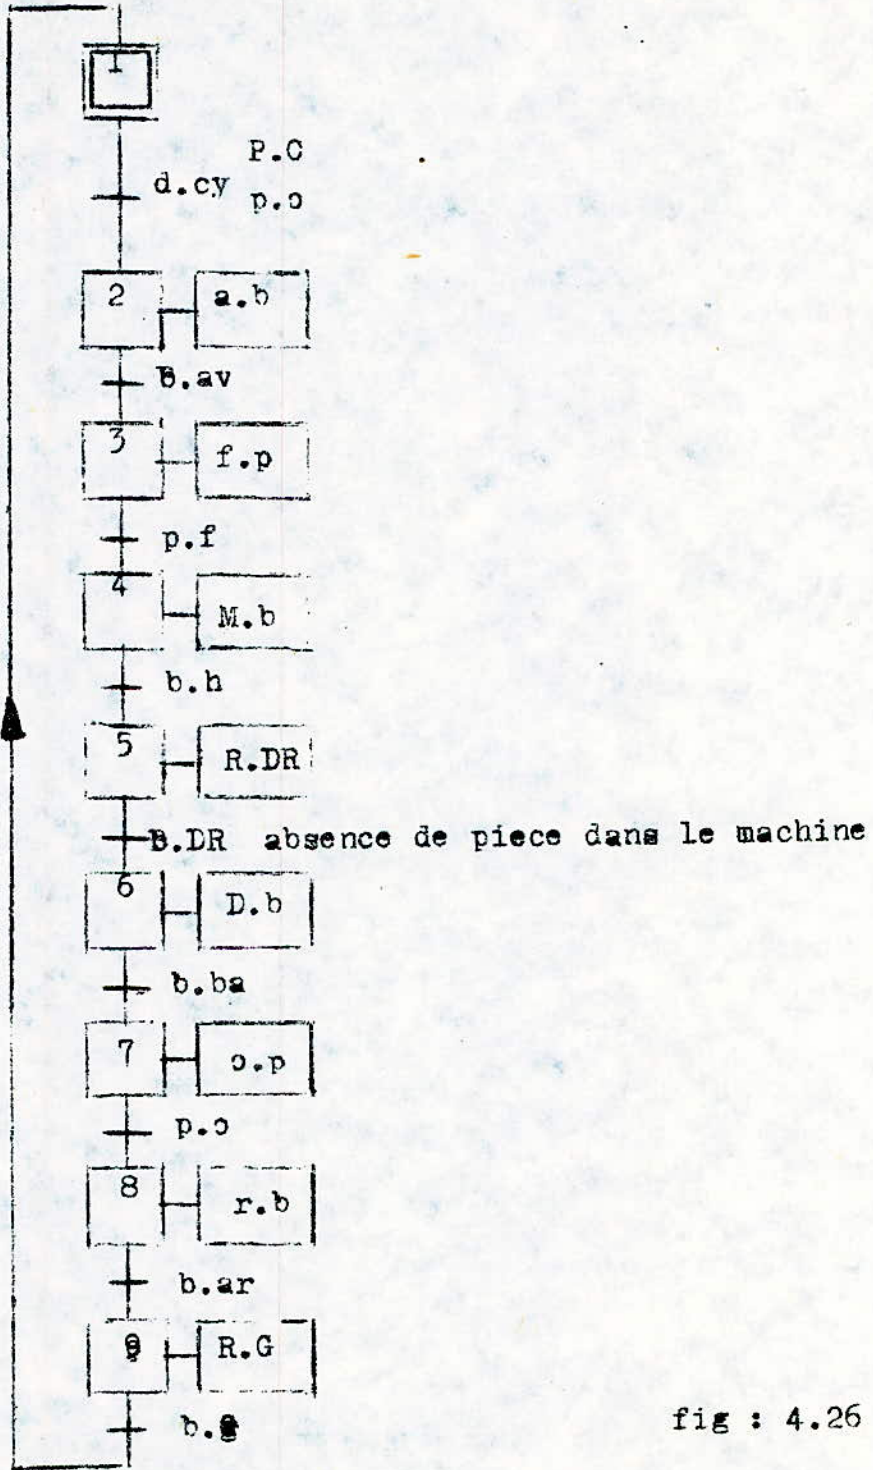 1
P.C
d.cy p.o
2 a.b
B.av
3 f.p
p.f
4 M.b
b.h
5 R.DR
B.DR absence de piece dans le machine
6 D.b
b.ba
7 o.p
p.o
8 r.b
b.ar
9 R.G
fig : 4.26